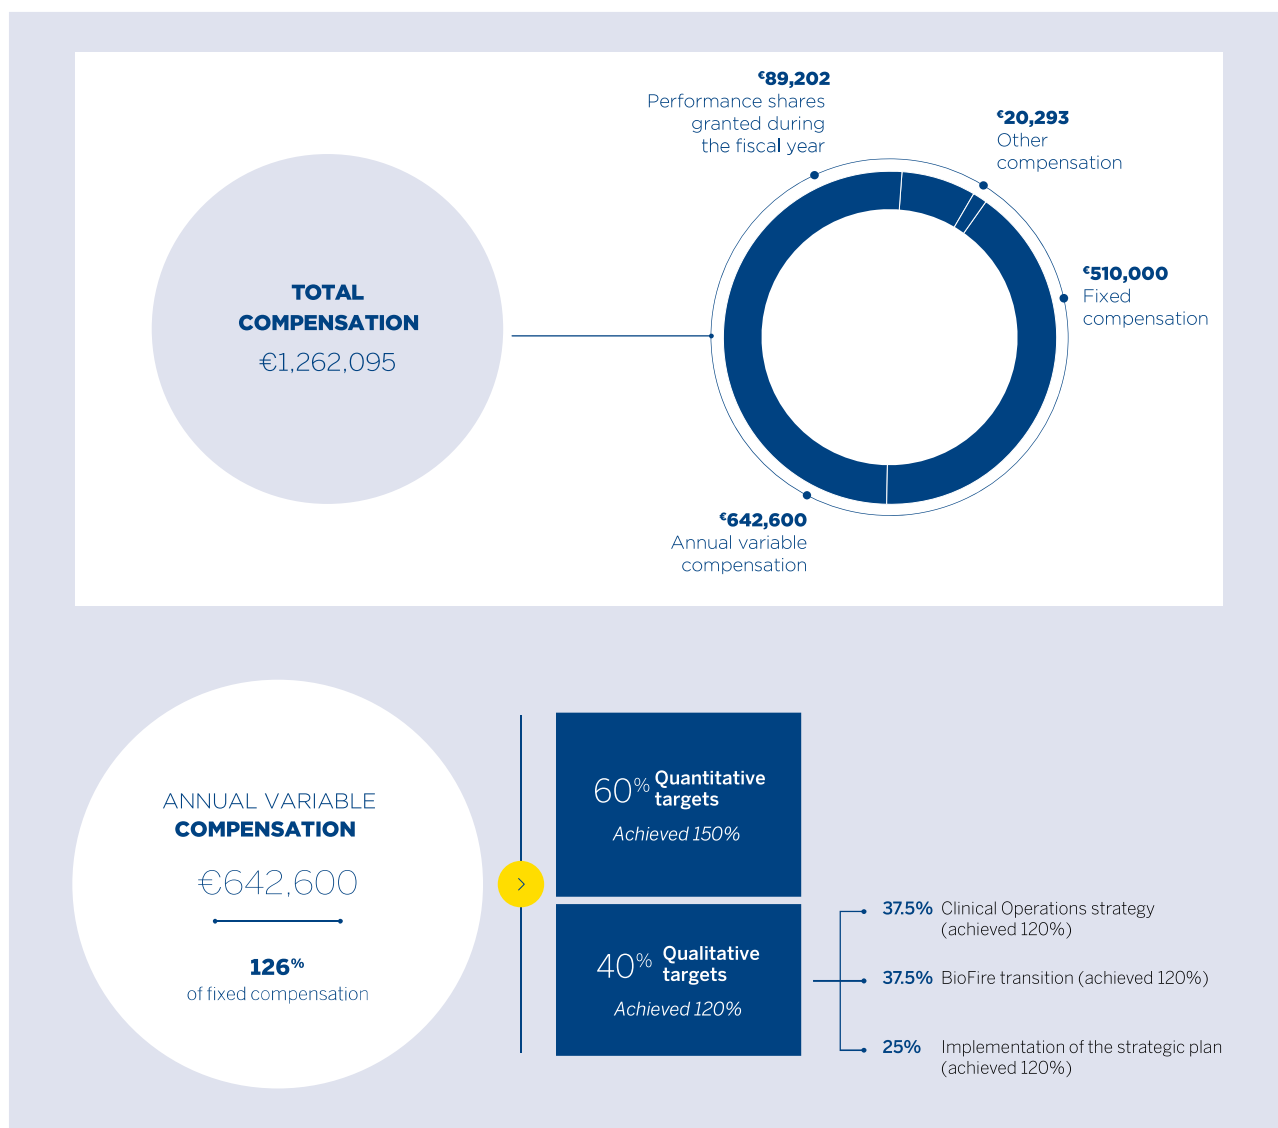 €89,202
Performance shares
granted during
the fiscal year
€20,293
Other
compensation
TOTAL
COMPENSATION
€1,262,095
€510,000
Fixed
compensation
€642,600
Annual variable
compensation
ANNUAL VARIABLE
COMPENSATION
€642,600
126%
of fixed compensation
60% Quantitative
targets
Achieved 150%
40% Qualitative
targets
Achieved 120%
37.5% Clinical Operations strategy
(achieved 120%)
37.5% BioFire transition (achieved 120%)
25% Implementation of the strategic plan
(achieved 120%)